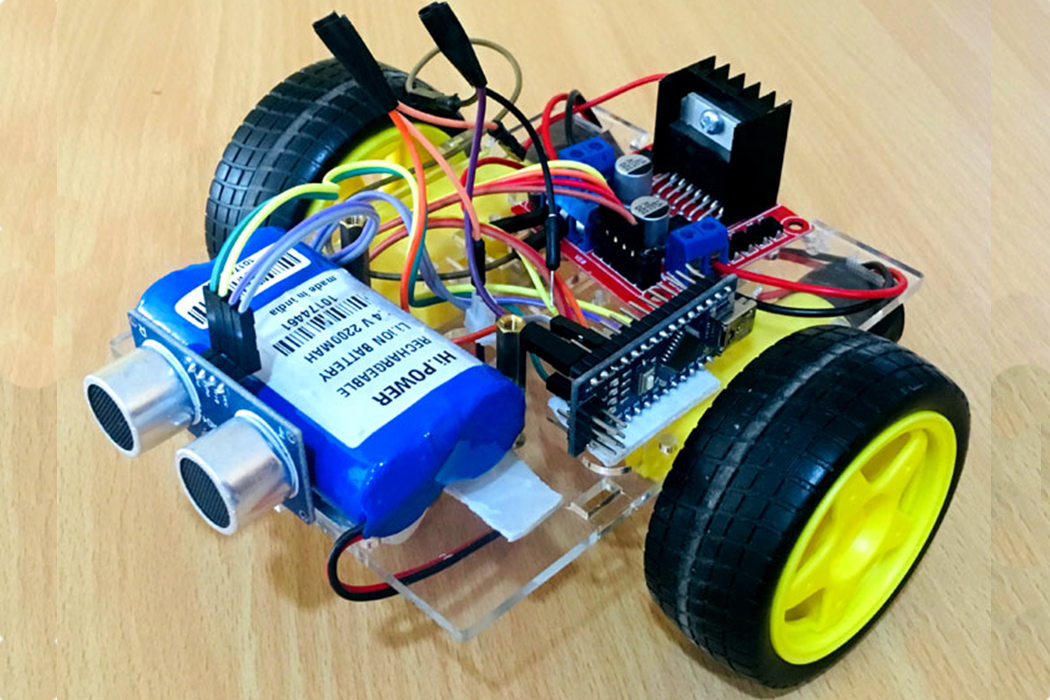 Hi. POWER
RECHARGEABLE
LI.ION BATTERY
.4 V 2200MAH
10174461
made in india